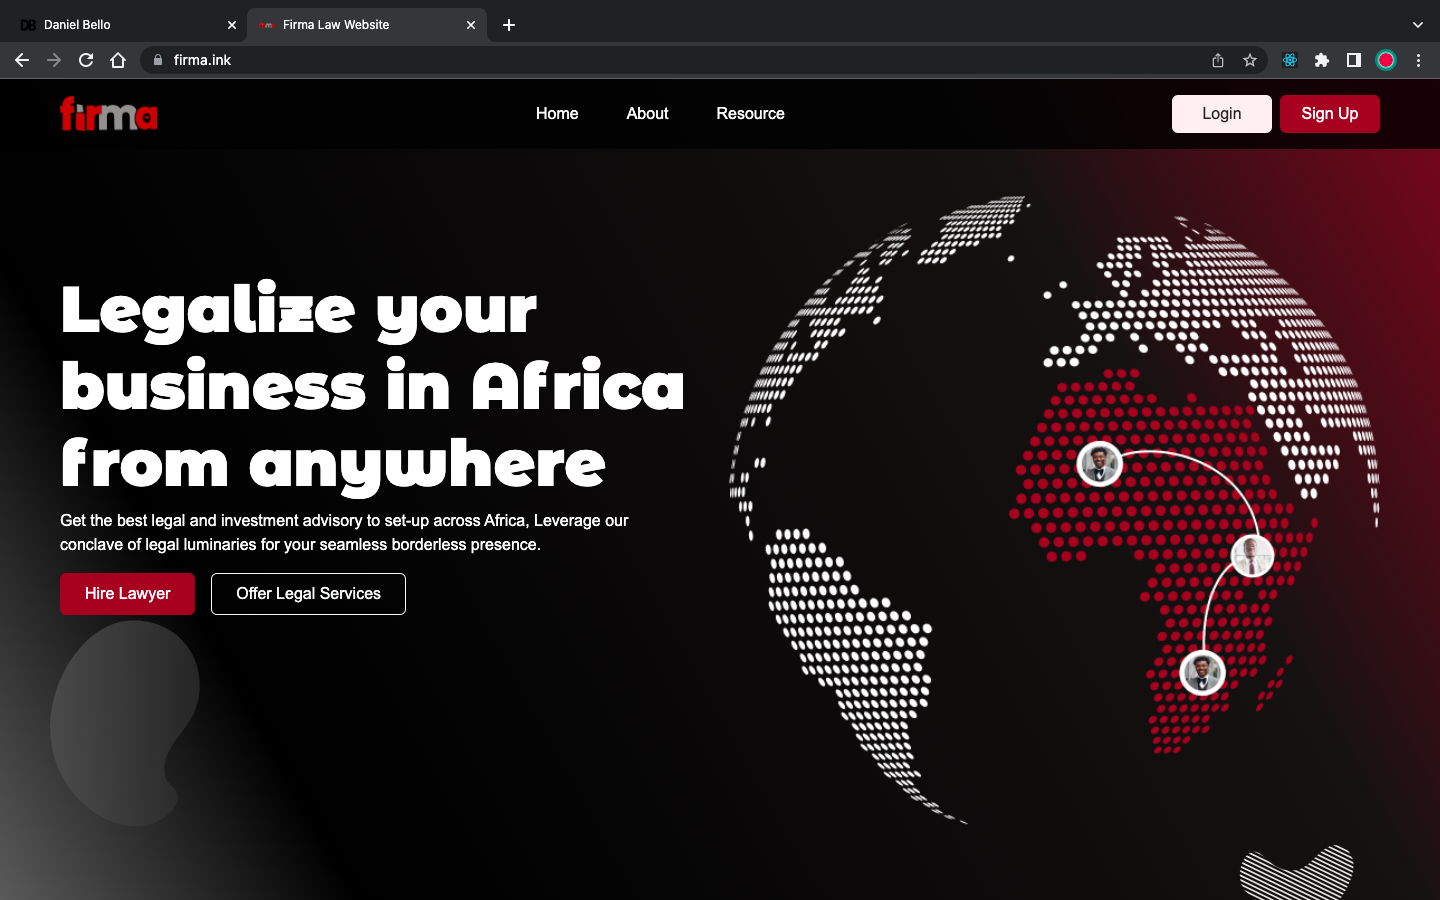 DB Daniel Bello
firma Firma Law Website
firma.ink
firma
Home About Resource
Login Sign Up
Legalize your
business in Africa
from anywhere
Get the best legal and investment advisory to set-up across Africa, Leverage our
conclave of legal luminaries for your seamless borderless presence.
Hire Lawyer Offer Legal Services